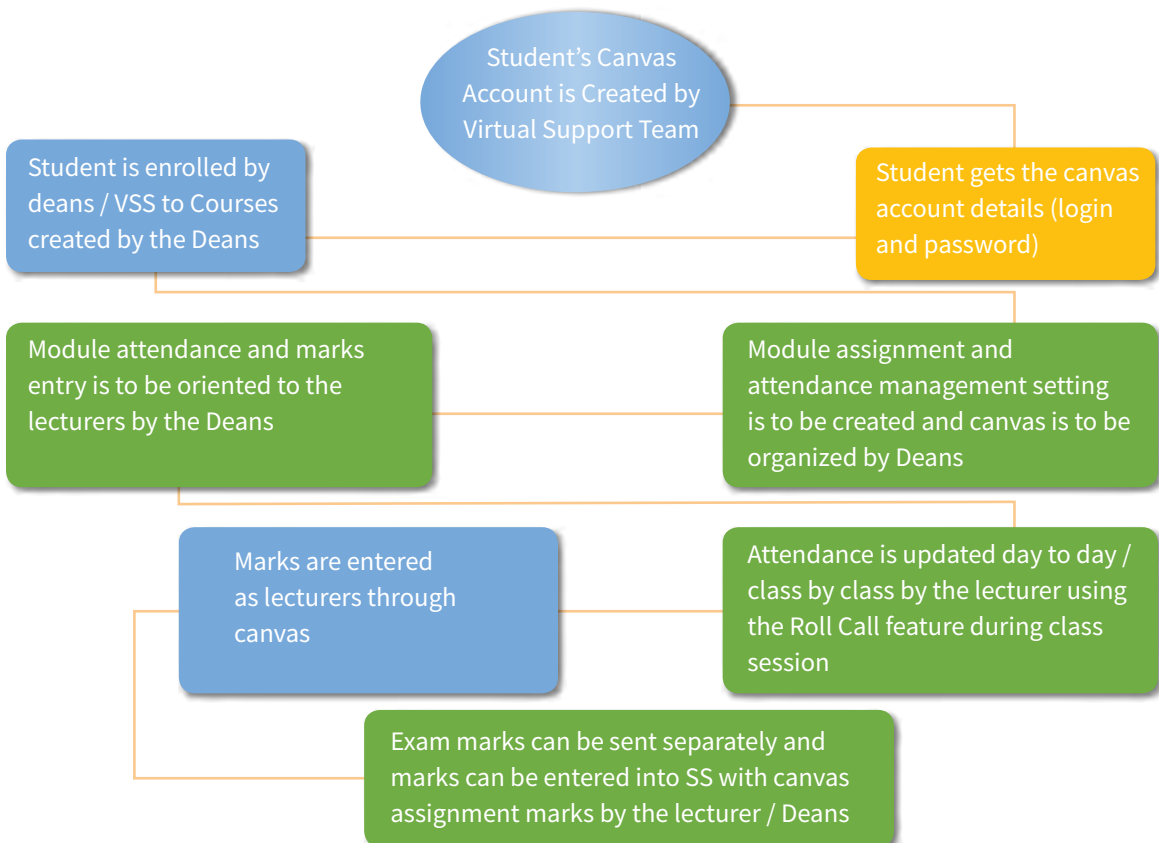 Student’s Canvas
Account is Created by
Virtual Support Team
Student gets the canvas
account details (login
and password)
Student is enrolled by
deans / VSS to Courses
created by the Deans
Module assignment and
attendance management setting
is to be created and canvas is to be
organized by Deans
Module attendance and marks
entry is to be oriented to the
lecturers by the Deans
Attendance is updated day to day /
class by class by the lecturer using
the Roll Call feature during class
session
Marks are entered
as lecturers through
canvas
Exam marks can be sent separately and
marks can be entered into SS with canvas
assignment marks by the lecturer / Deans